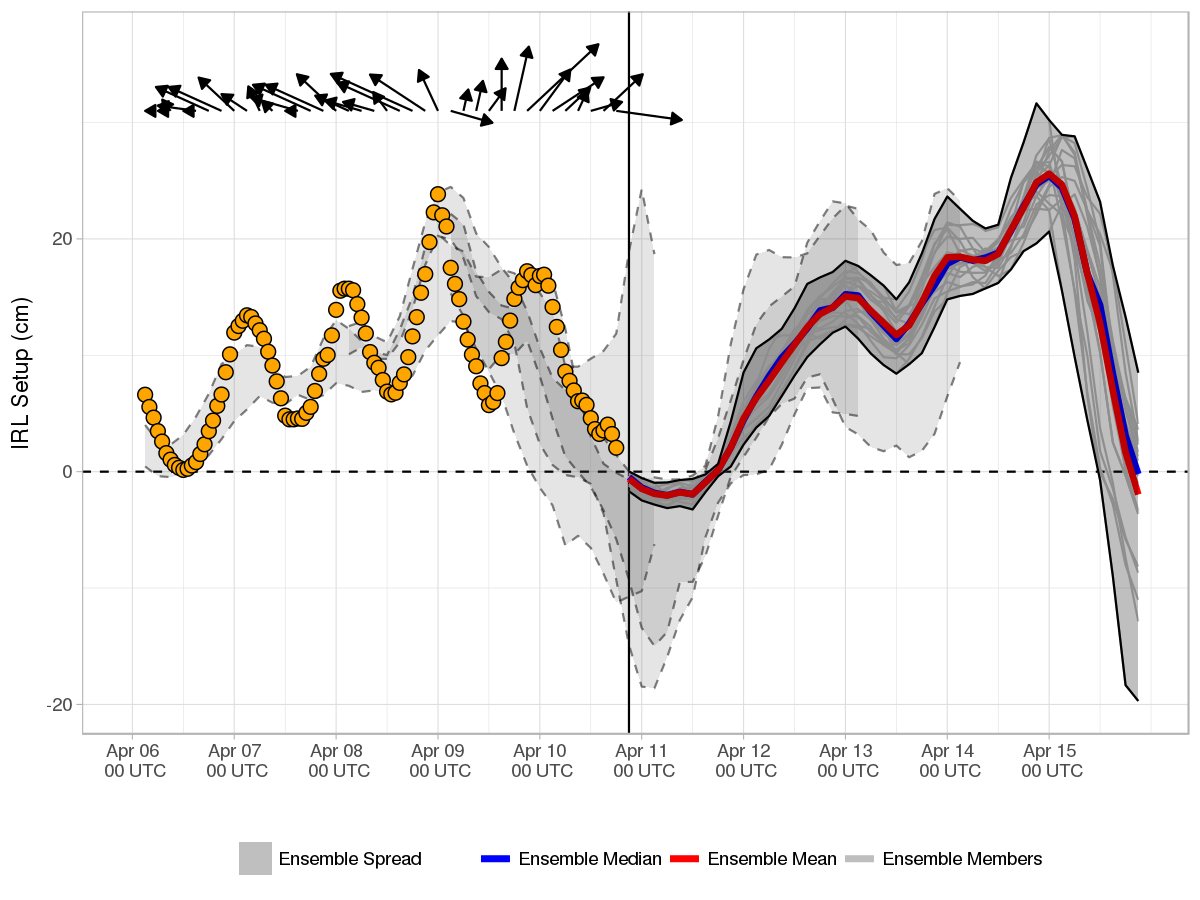 IRL Setup (cm)
20
0
-20
Apr 06 Apr 07 Apr 08 Apr 09 Apr 10 Apr 11 Apr 12 Apr 13 Apr 14 Apr 15
00 UTC 00 UTC 00 UTC 00 UTC 00 UTC 00 UTC 00 UTC 00 UTC 00 UTC 00 UTC
Ensemble Spread Ensemble Median Ensemble Mean Ensemble Members